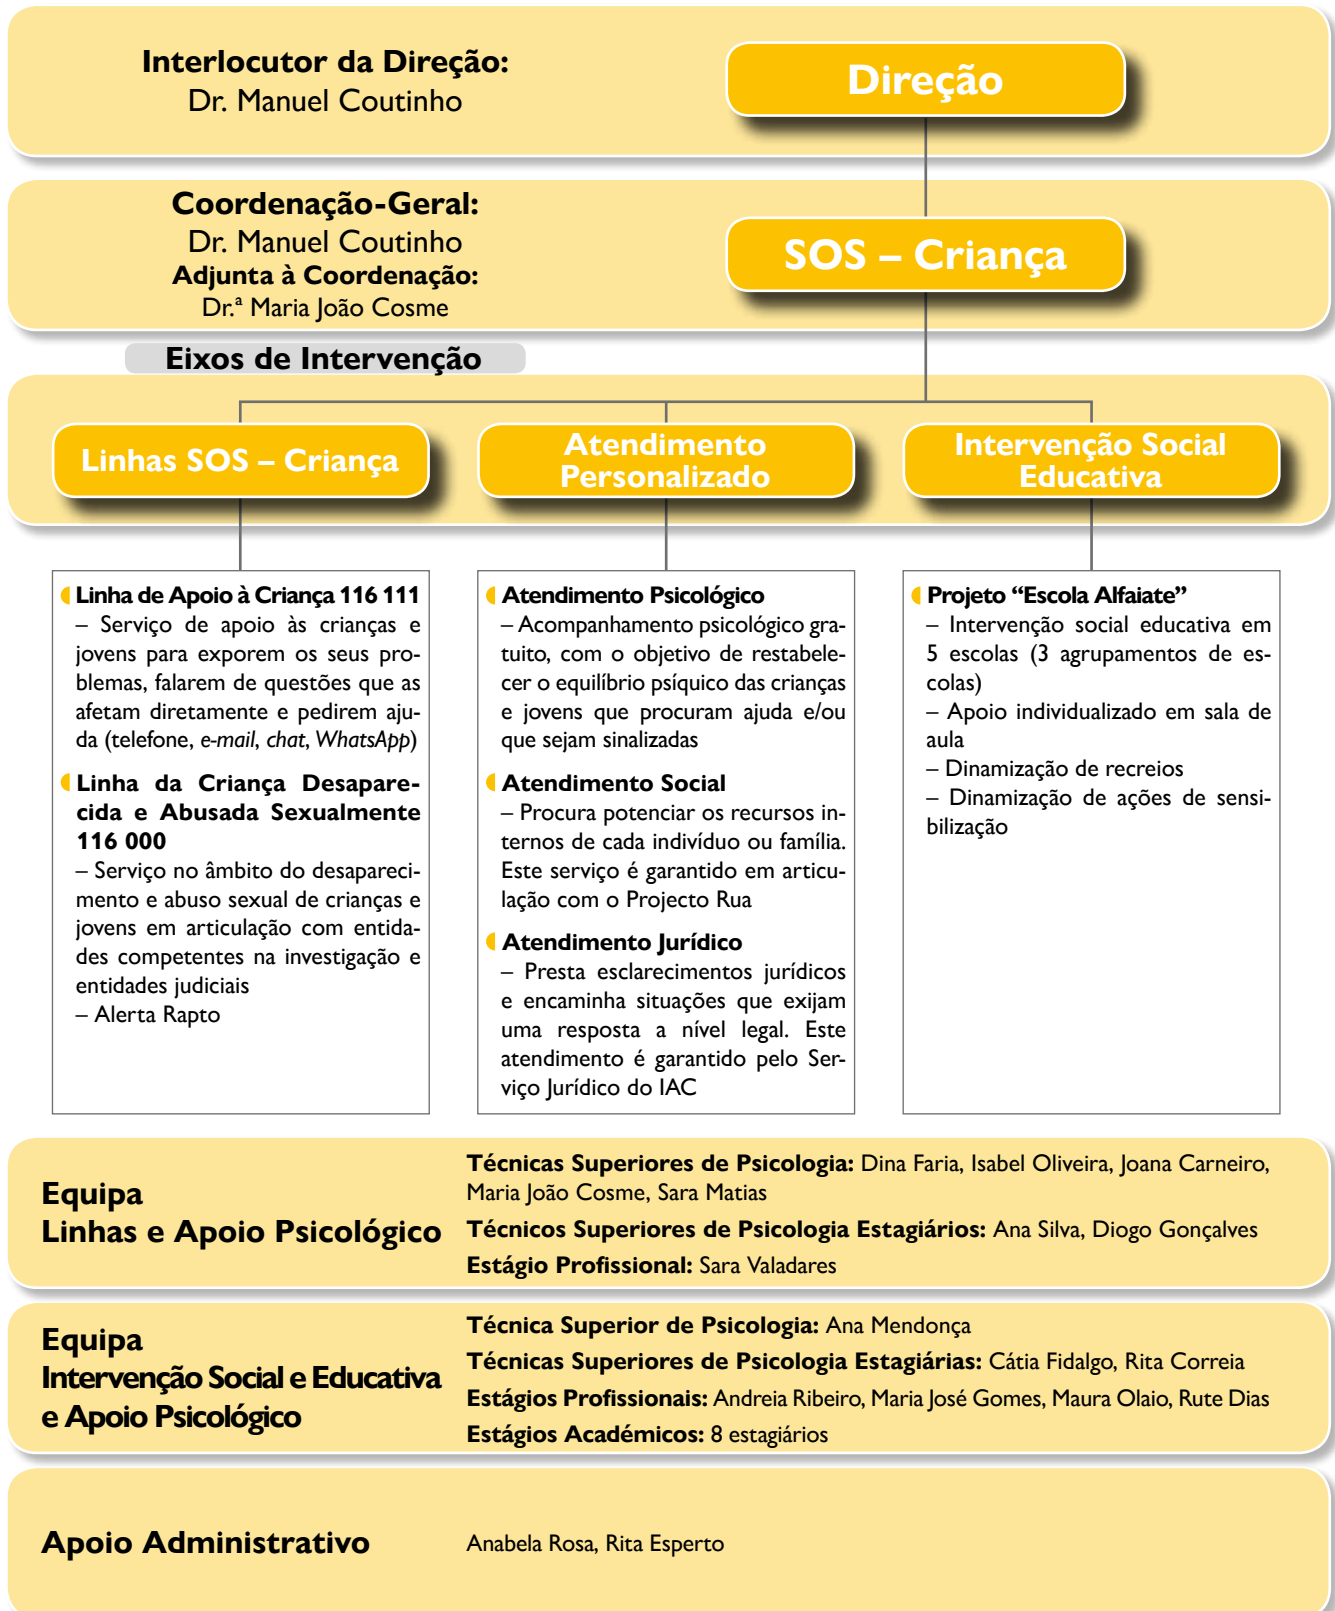 Interlocutor da Direção:
Dr. Manuel Coutinho
Direção
Coordenação-Geral:
Dr. Manuel Coutinho
Adjunta à Coordenação:
Dr.ª Maria João Cosme
SOS – Criança
Eixos de Intervenção
Linhas SOS – Criança
Atendimento
Personalizado
Intervenção Social
Educativa
Linha de Apoio à Criança 116 111
– Serviço de apoio às crianças e
jovens para exporem os seus pro-
blemas, falarem de questões que as
afetam diretamente e pedirem aju-
da (telefone, e-mail, chat, WhatsApp)
Linha da Criança Desapare-
cida e Abusada Sexualmente
116 000
– Serviço no âmbito do desapareci-
mento e abuso sexual de crianças e
jovens em articulação com entida-
des competentes na investigação e
entidades judiciais
– Alerta Rapto
Atendimento Psicológico
– Acompanhamento psicológico gra-
tuito, com o objetivo de restabele-
cer o equilíbrio psíquico das crianças
e jovens que procuram ajuda e/ou
que sejam sinalizadas
Atendimento Social
– Procura potenciar os recursos in-
ternos de cada indivíduo ou família.
Este serviço é garantido em articu-
lação com o Projecto Rua
Atendimento Jurídico
– Presta esclarecimentos jurídicos
e encaminha situações que exijam
uma resposta a nível legal. Este
atendimento é garantido pelo Ser-
viço Jurídico do IAC
Projeto “Escola Alfaiate”
– Intervenção social educativa em
5 escolas (3 agrupamentos de es-
colas)
– Apoio individualizado em sala de
aula
– Dinamização de recreios
– Dinamização de ações de sensi-
bilização
Equipa
Linhas e Apoio Psicológico
Técnicas Superiores de Psicologia: Dina Faria, Isabel Oliveira, Joana Carneiro,
Maria João Cosme, Sara Matias
Técnicos Superiores de Psicologia Estagiários: Ana Silva, Diogo Gonçalves
Estágio Profissional: Sara Valadares
Equipa
Intervenção Social e Educativa
e Apoio Psicológico
Técnica Superior de Psicologia: Ana Mendonça
Técnicas Superiores de Psicologia Estagiárias: Cátia Fidalgo, Rita Correia
Estágios Profissionais: Andreia Ribeiro, Maria José Gomes, Maura Olaio, Rute Dias
Estágios Académicos: 8 estagiários
Apoio Administrativo
Anabela Rosa, Rita Esperto